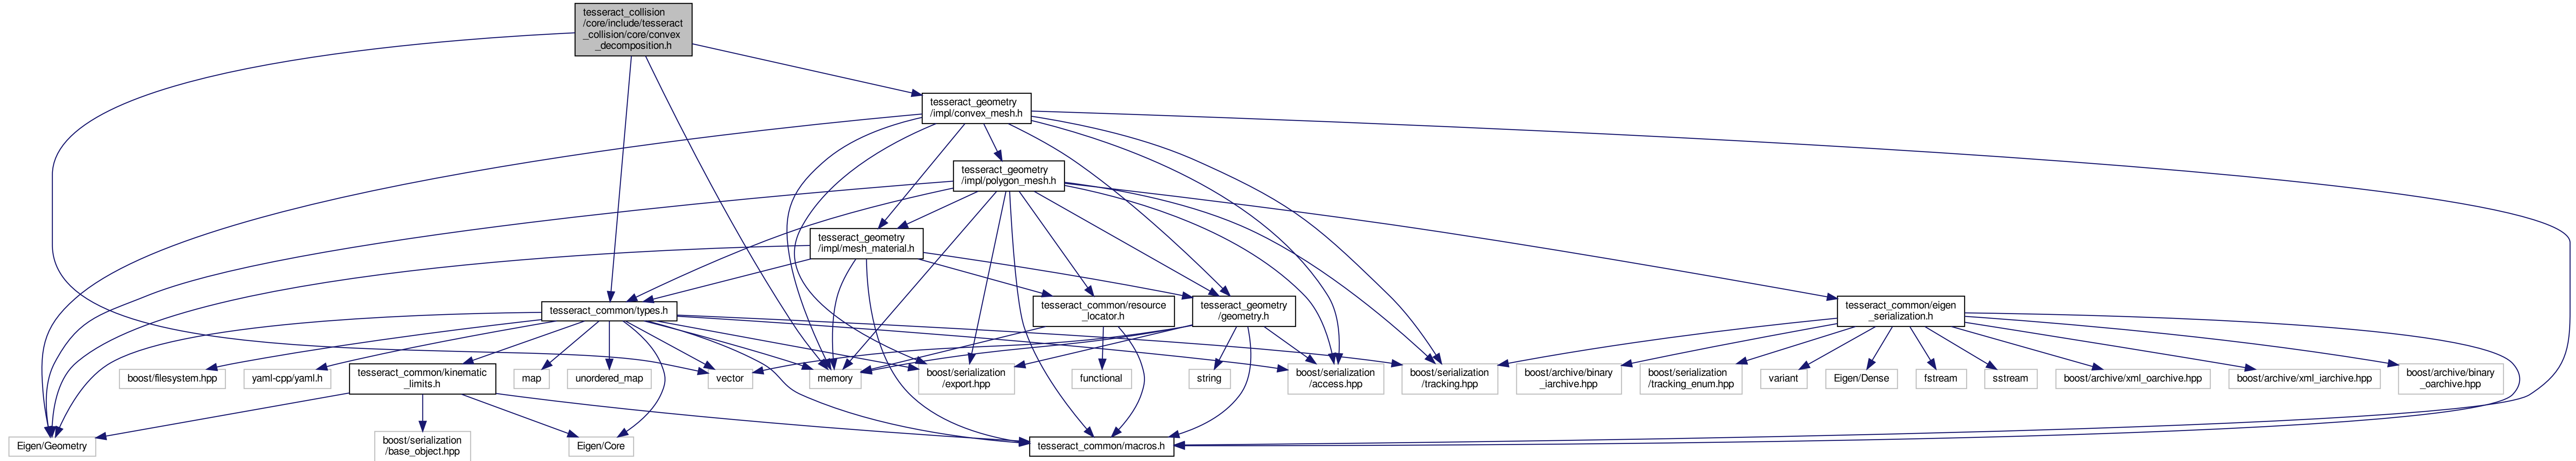 tesseract_collision
/core/include/tesseract
_collision/core/convex
_decomposition.h
tesseract_geometry
/impl/convex_mesh.h
tesseract_geometry
/impl/polygon_mesh.h
tesseract_geometry
/impl/mesh_material.h
tesseract_common/types.h
tesseract_common/resource
_locator.h
tesseract_geometry
/geometry.h
tesseract_common/eigen
_serialization.h
boost/filesystem.hpp
yaml-cpp/yaml.h
tesseract_common/kinematic
_limits.h
map
unordered_map
vector
memory
boost/serialization
/export.hpp
functional
string
boost/serialization
/access.hpp
boost/serialization
/tracking.hpp
boost/archive/binary
_iarchive.hpp
boost/serialization
/tracking_enum.hpp
variant
Eigen/Dense
fstream
sstream
boost/archive/xml_oarchive.hpp
boost/archive/xml_iarchive.hpp
boost/archive/binary
_oarchive.hpp
Eigen/Geometry
boost/serialization
/base_object.hpp
Eigen/Core
tesseract_common/macros.h